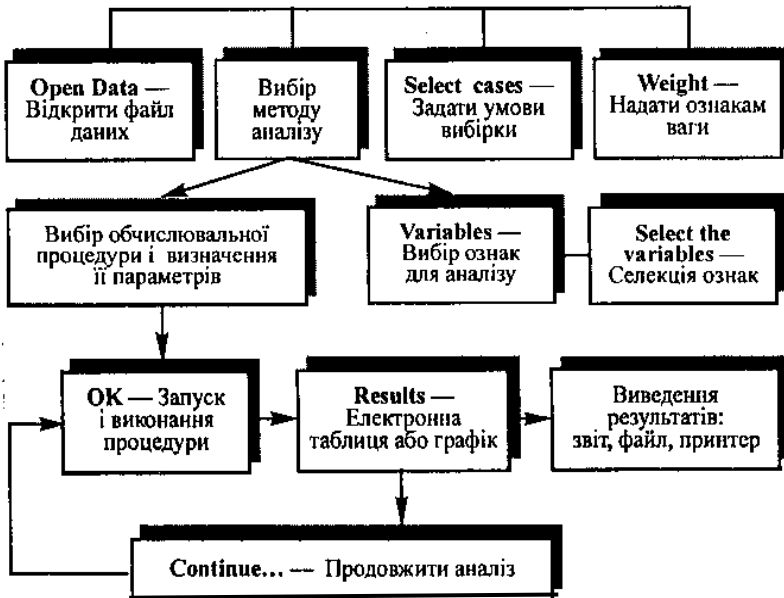 Open Data —
Відкрити файл
даних
Вибір
методу
аналізу
Select cases —
Задати умови
вибірки
Weight —
Надати ознакам
ваги
Вибір обчислювальної
процедури і визначення
її параметрів
Variables —
Вибір ознак
для аналізу
Select the
variables —
Селекція ознак
OK — Запуск
і виконання
процедури
Results —
Електронна
таблиця або графік
Виведення
результатів:
звіт, файл, принтер
Continue... — Продовжити аналіз